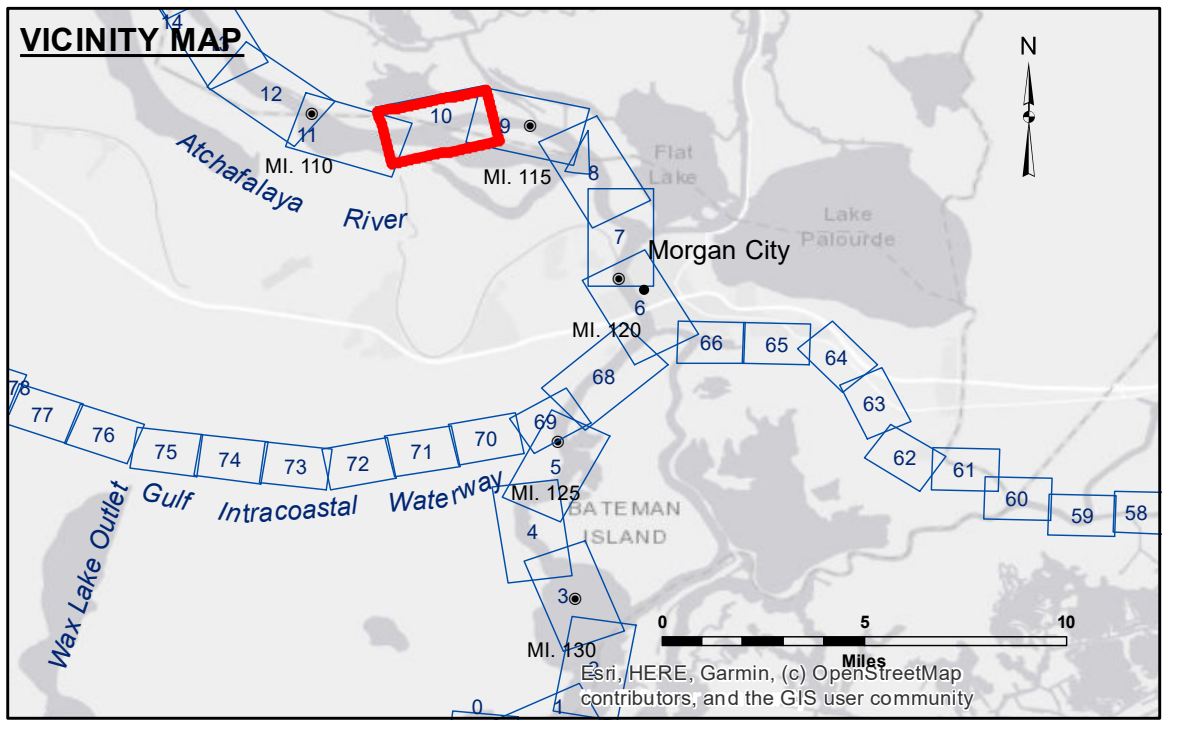 14
VICINITY MAP
N
12
10
9
11
MI. 110
MI. 115
8
Flat
Lake
Atchafalaya River
Lake
Palourde
7
Morgan City
6
MI. 120
66
65
64
68
63
78
77
76
75
74
73
72
71
70
69
5
62
61
60
59
58
Gulf Intracoastal Waterway
MI. 125
BATEMAN
ISLAND
4
Wax Lake Outlet
3
0 5 10
Miles
MI. 130
2
Esri, HERE, Garmin, (c) OpenStreetMap
contributors, and the GIS user community
0
1